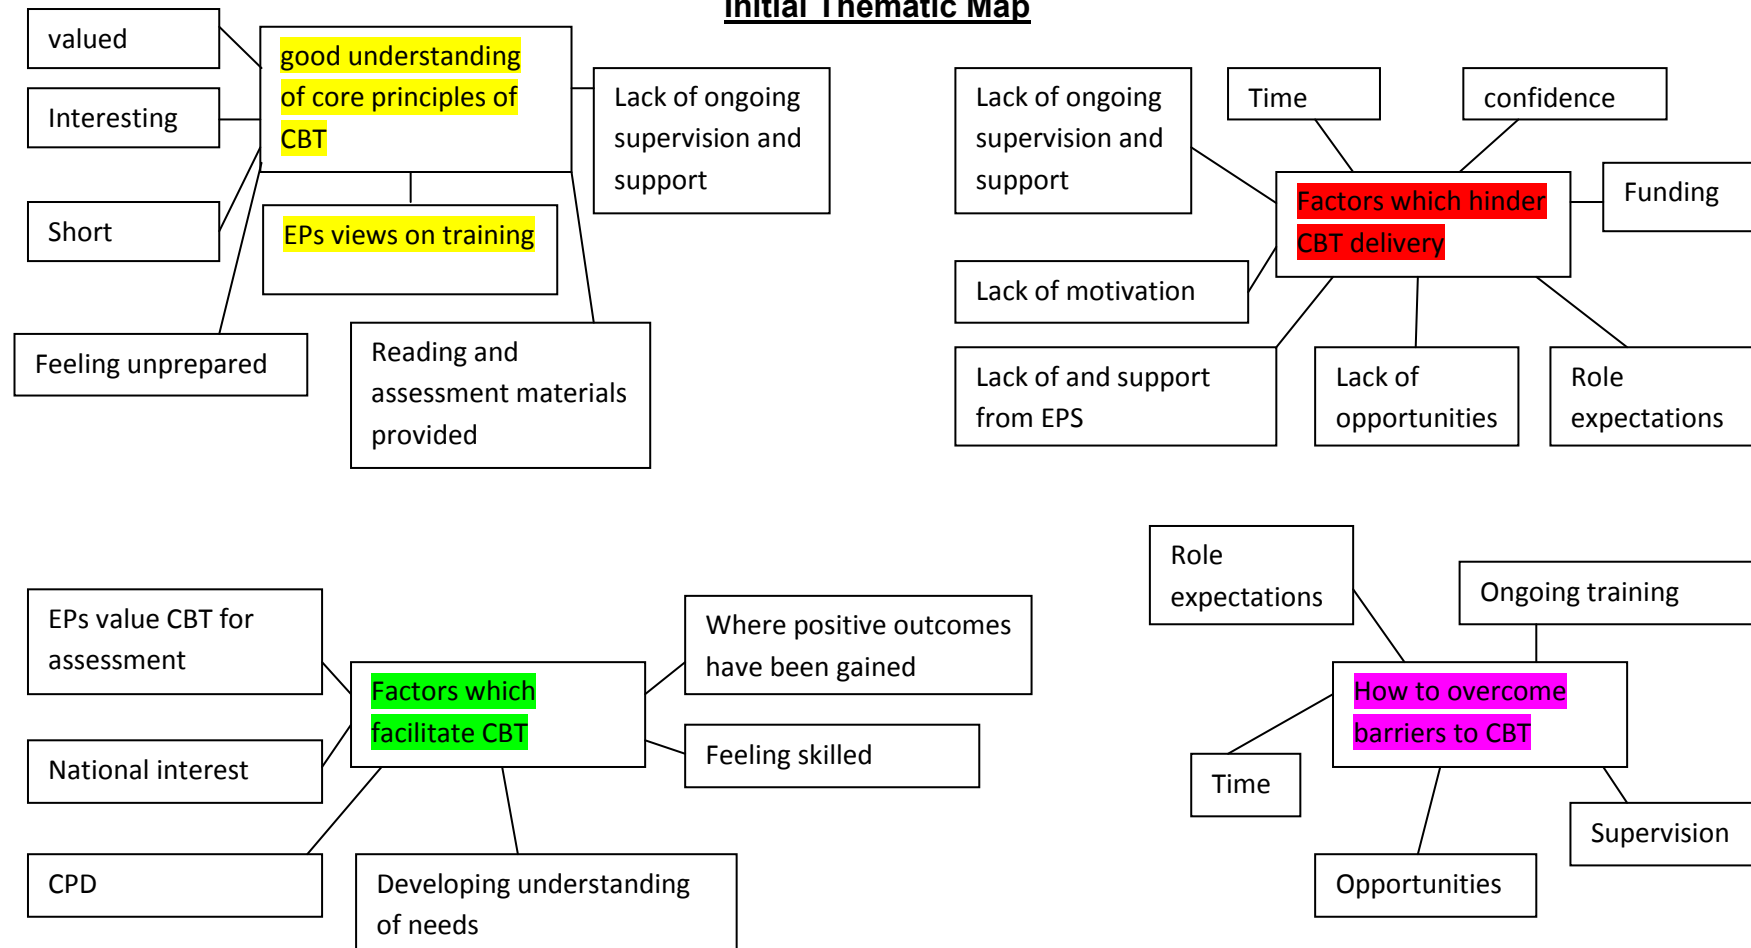 Initial Thematic Map
valued
Interesting
Short
Feeling unprepared
good understanding
of core principles of
CBT
EPs views on training
Lack of ongoing
supervision and
support
Reading and
assessment materials
provided
Lack of ongoing
supervision and
support
Time
confidence
Funding
Factors which hinder
CBT delivery
Lack of motivation
Lack of and support
from EPS
Lack of
opportunities
Role
expectations
EPs value CBT for
assessment
National interest
CPD
Factors which
facilitate CBT
Where positive outcomes
have been gained
Feeling skilled
Developing understanding
of needs
Role
expectations
Ongoing training
How to overcome
barriers to CBT
Time
Supervision
Opportunities